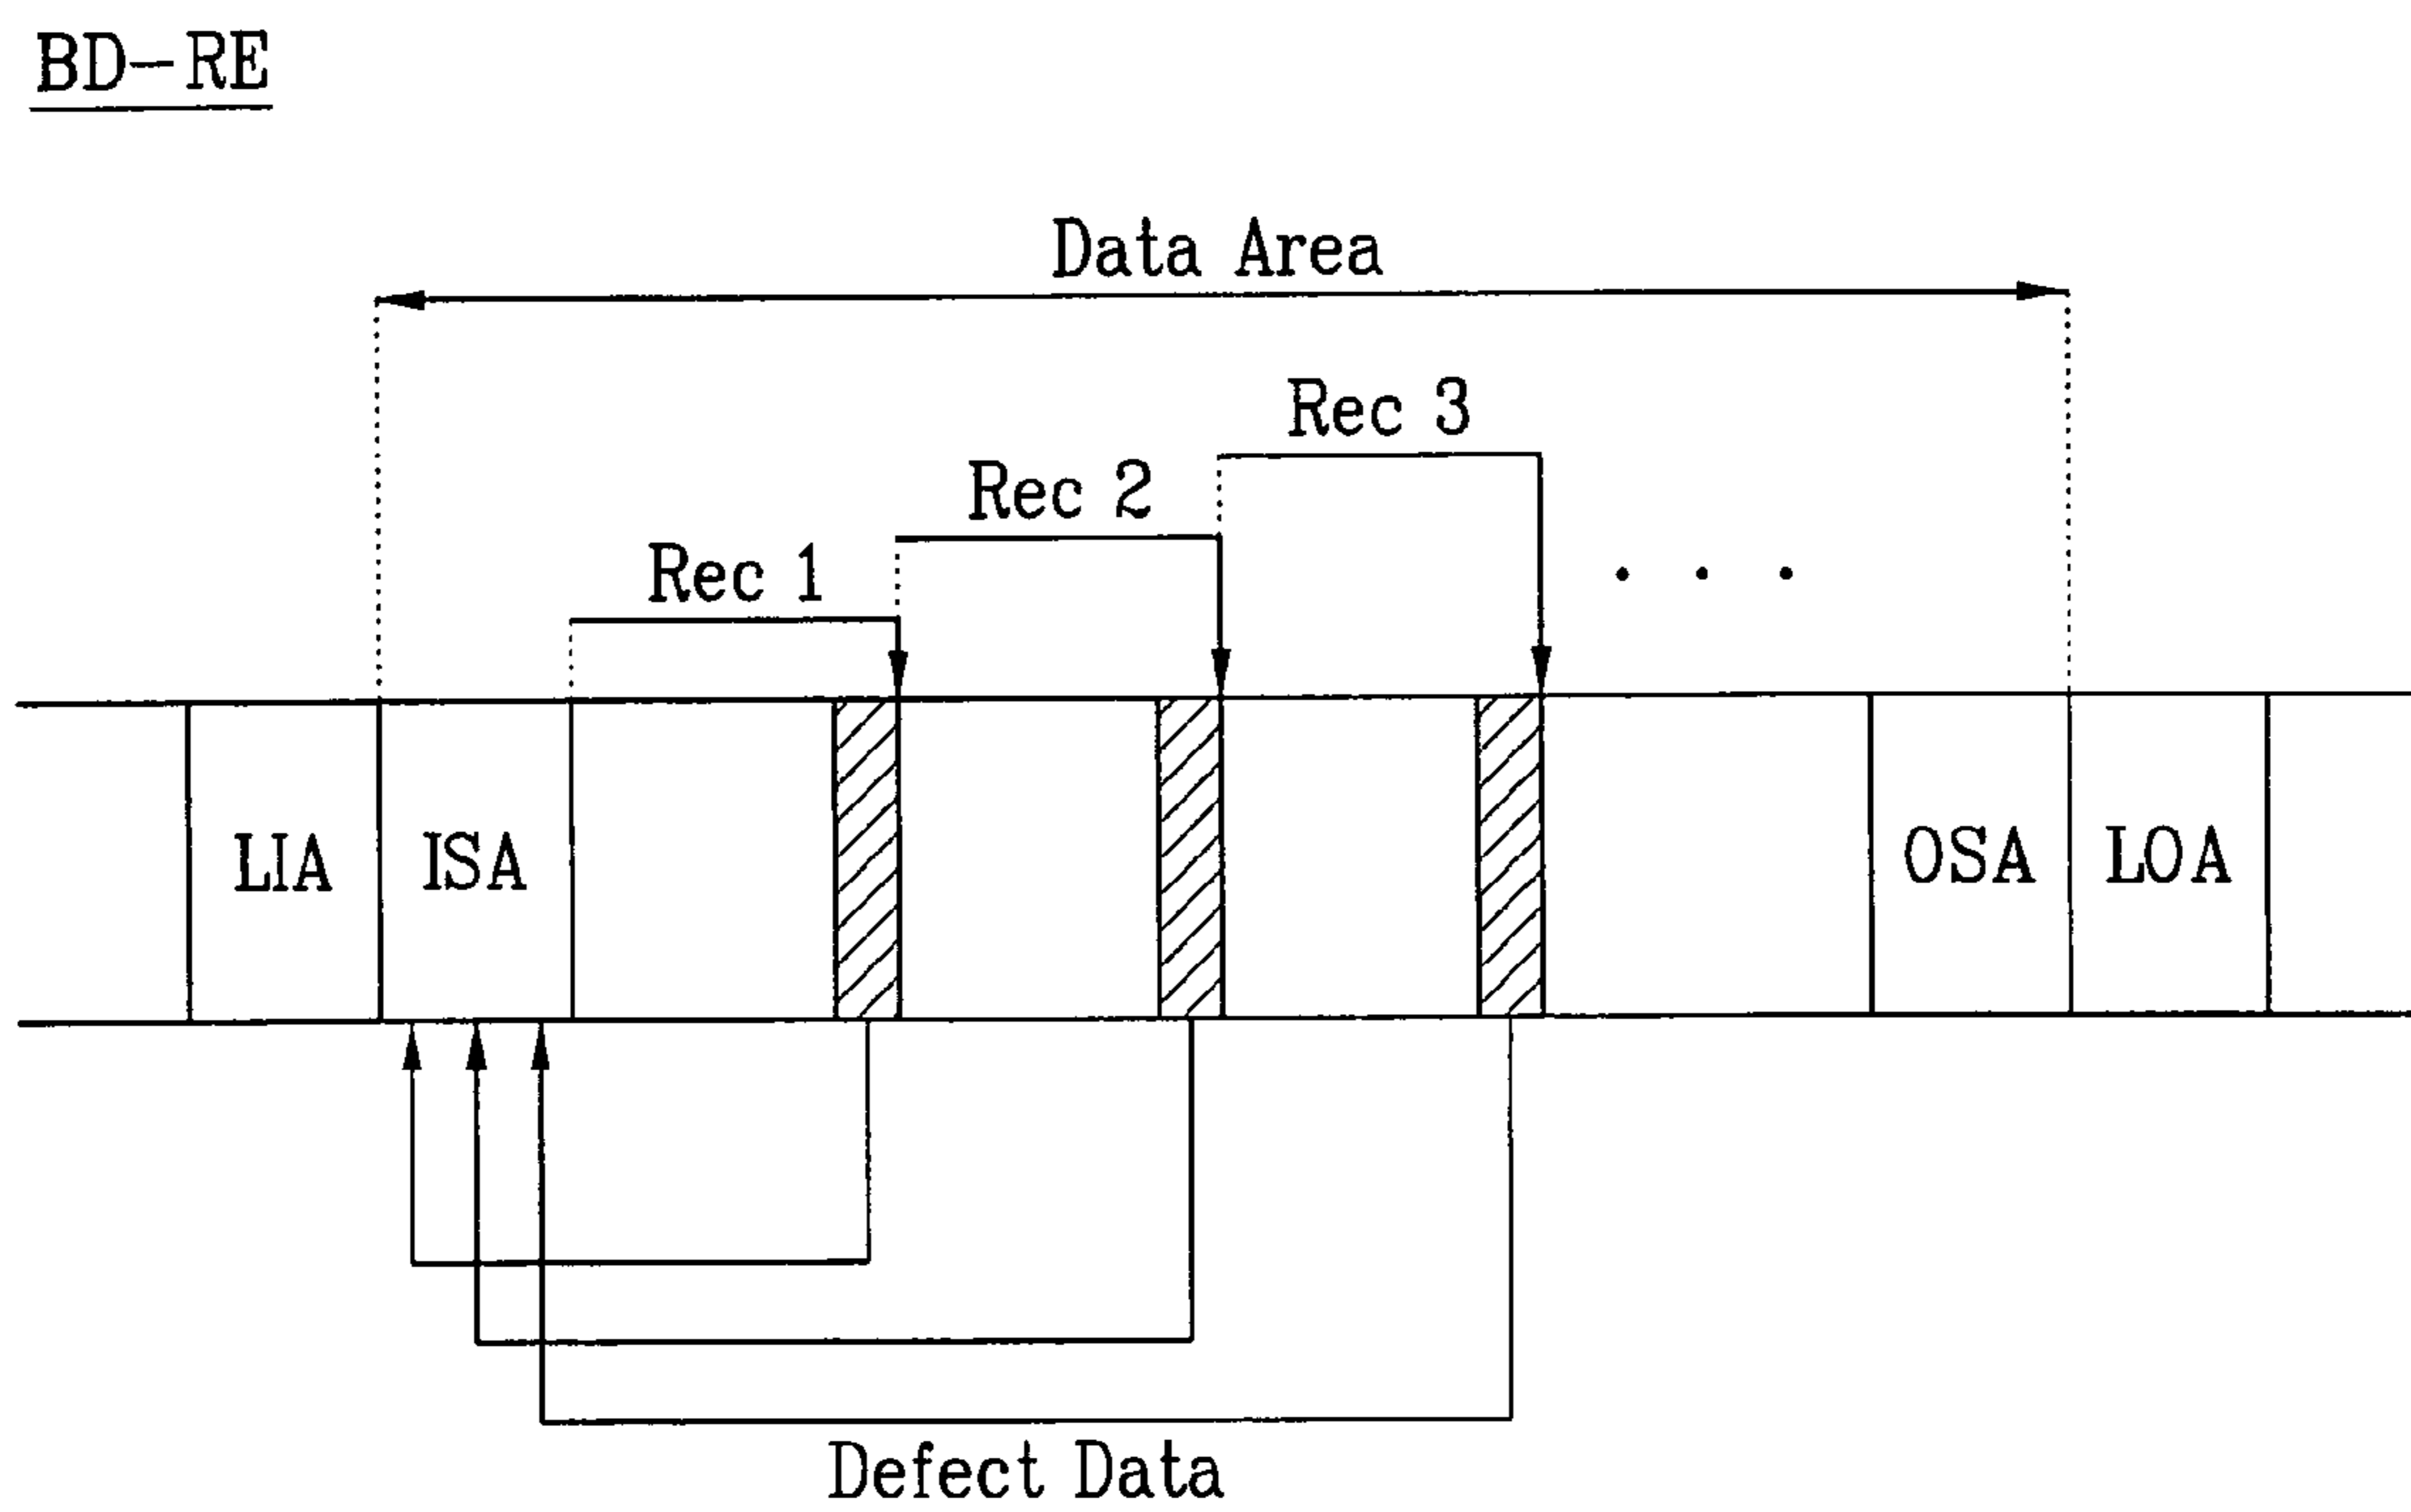 BD-RE
Data Area
Rec 3
Rec 2
Rec 1
LIA ISA OSA LOA
Defect Data